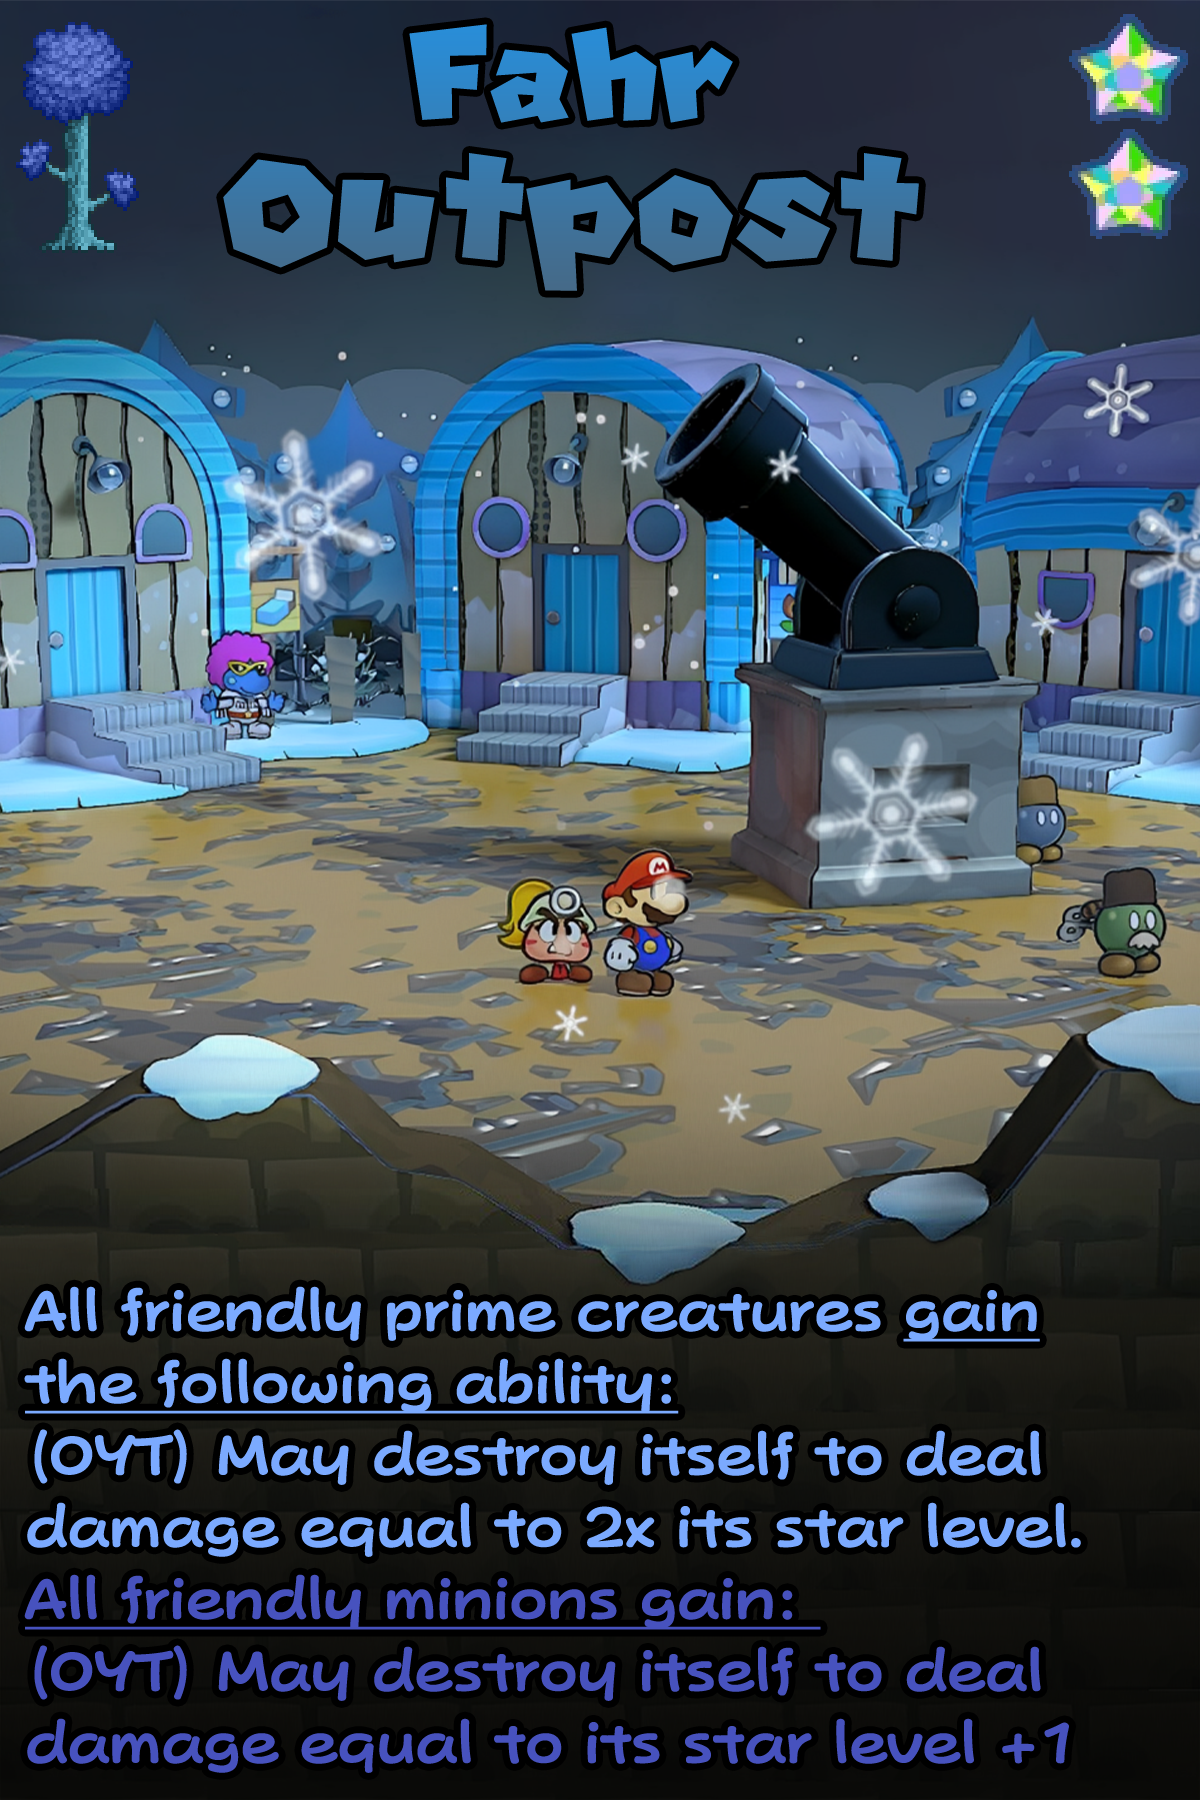 Fahr
Outpost
M
All friendly prime creatures gain
the following ability:
(OYT) May destroy itself to deal
damage equal to 2x its star level.
All friendly minions gain:
(OYT) May destroy itself to deal
damage equal to its star level +1